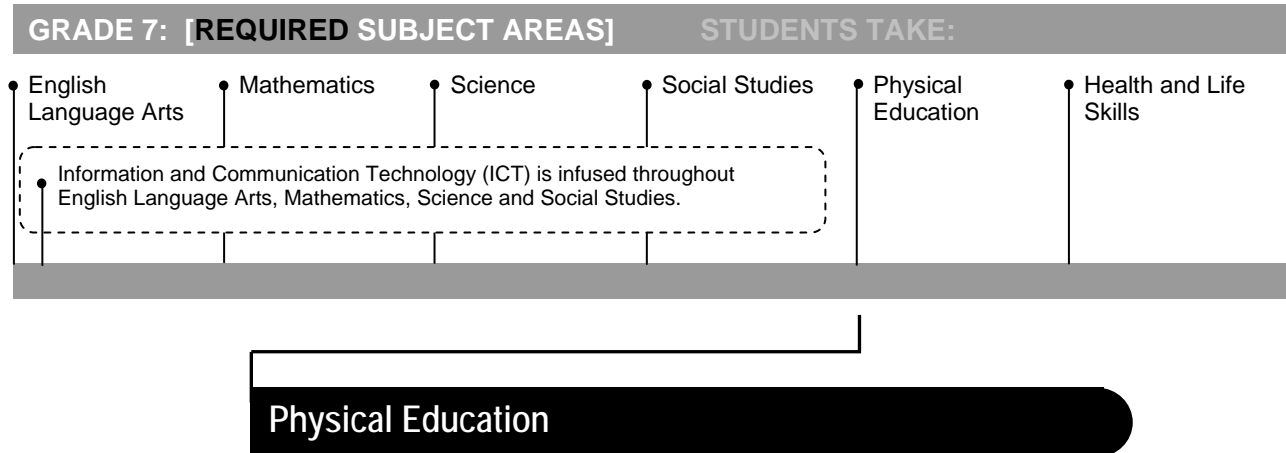 GRADE 7: [REQUIRED SUBJECT AREAS] STUDENTS TAKE:
English
Language Arts
Mathematics
Science
Social Studies
Physical
Education
Health and Life
Skills
Information and Communication Technology (ICT) is infused throughout
English Language Arts, Mathematics, Science and Social Studies.
Physical Education